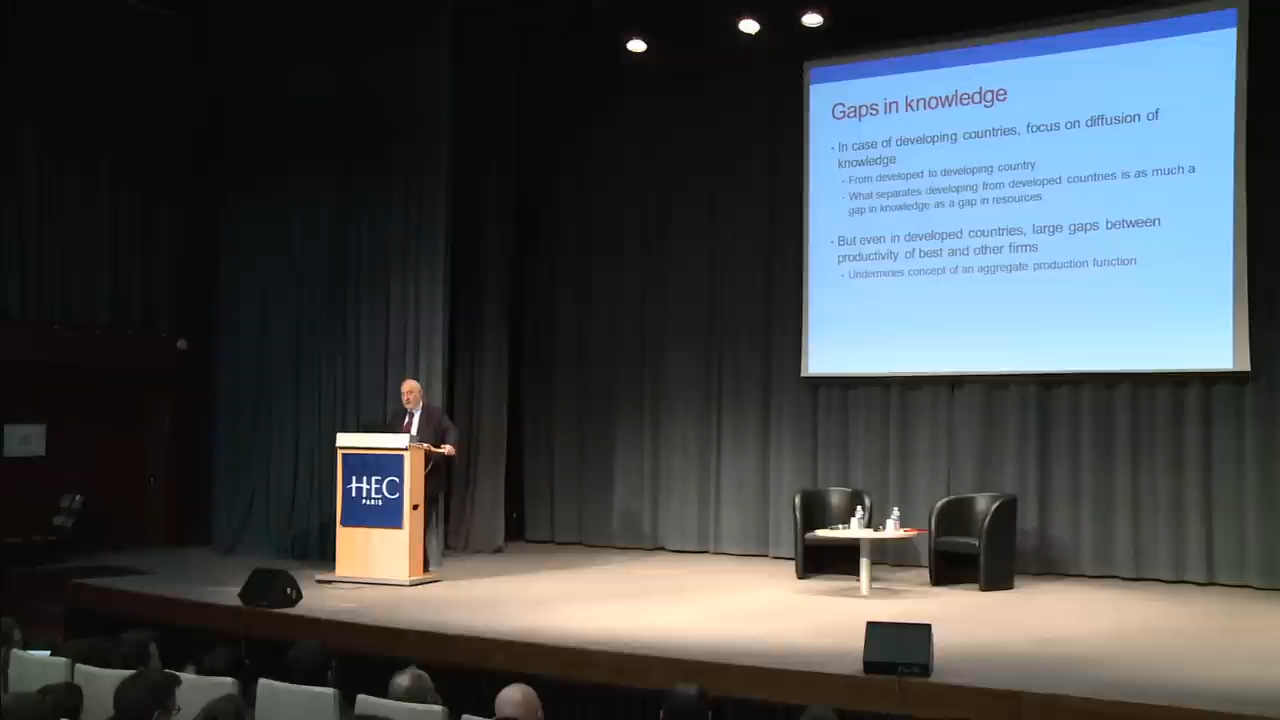 Gaps in knowledge
• In case of developing countries, focus on diffusion of
knowledge
• From developed to developing country
• What separates developing from developed countries is as much a
gap in knowledge as a gap in resources
• But even in developed countries, large gaps between
productivity of best and other firms
• Undermines concept of an aggregate production function
HEC
PARIS